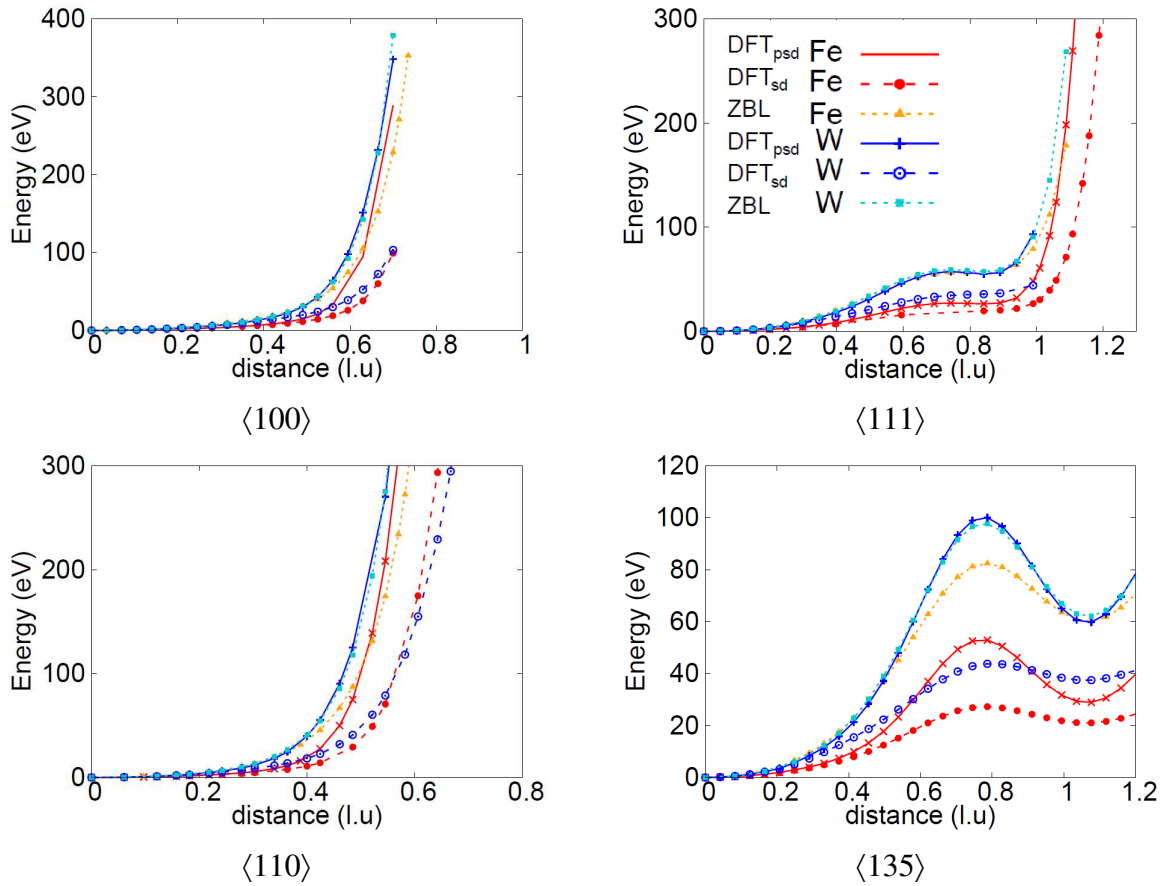 400
300
200
100
0
Energy (eV)
0 0.2 0.4 0.6 0.8 1
distance (l.u)
⟨100⟩
300
200
100
0
Energy (eV)
DFTpsd Fe
DFTsd Fe
ZBL Fe
DFTpsd W
DFTsd W
ZBL W
0 0.2 0.4 0.6 0.8 1 1.2
distance (l.u)
⟨111⟩
300
200
100
0
Energy (eV)
0 0.2 0.4 0.6 0.8
distance (l.u)
⟨110⟩
120
100
80
60
40
20
0
Energy (eV)
0 0.2 0.4 0.6 0.8 1 1.2
distance (l.u)
⟨135⟩